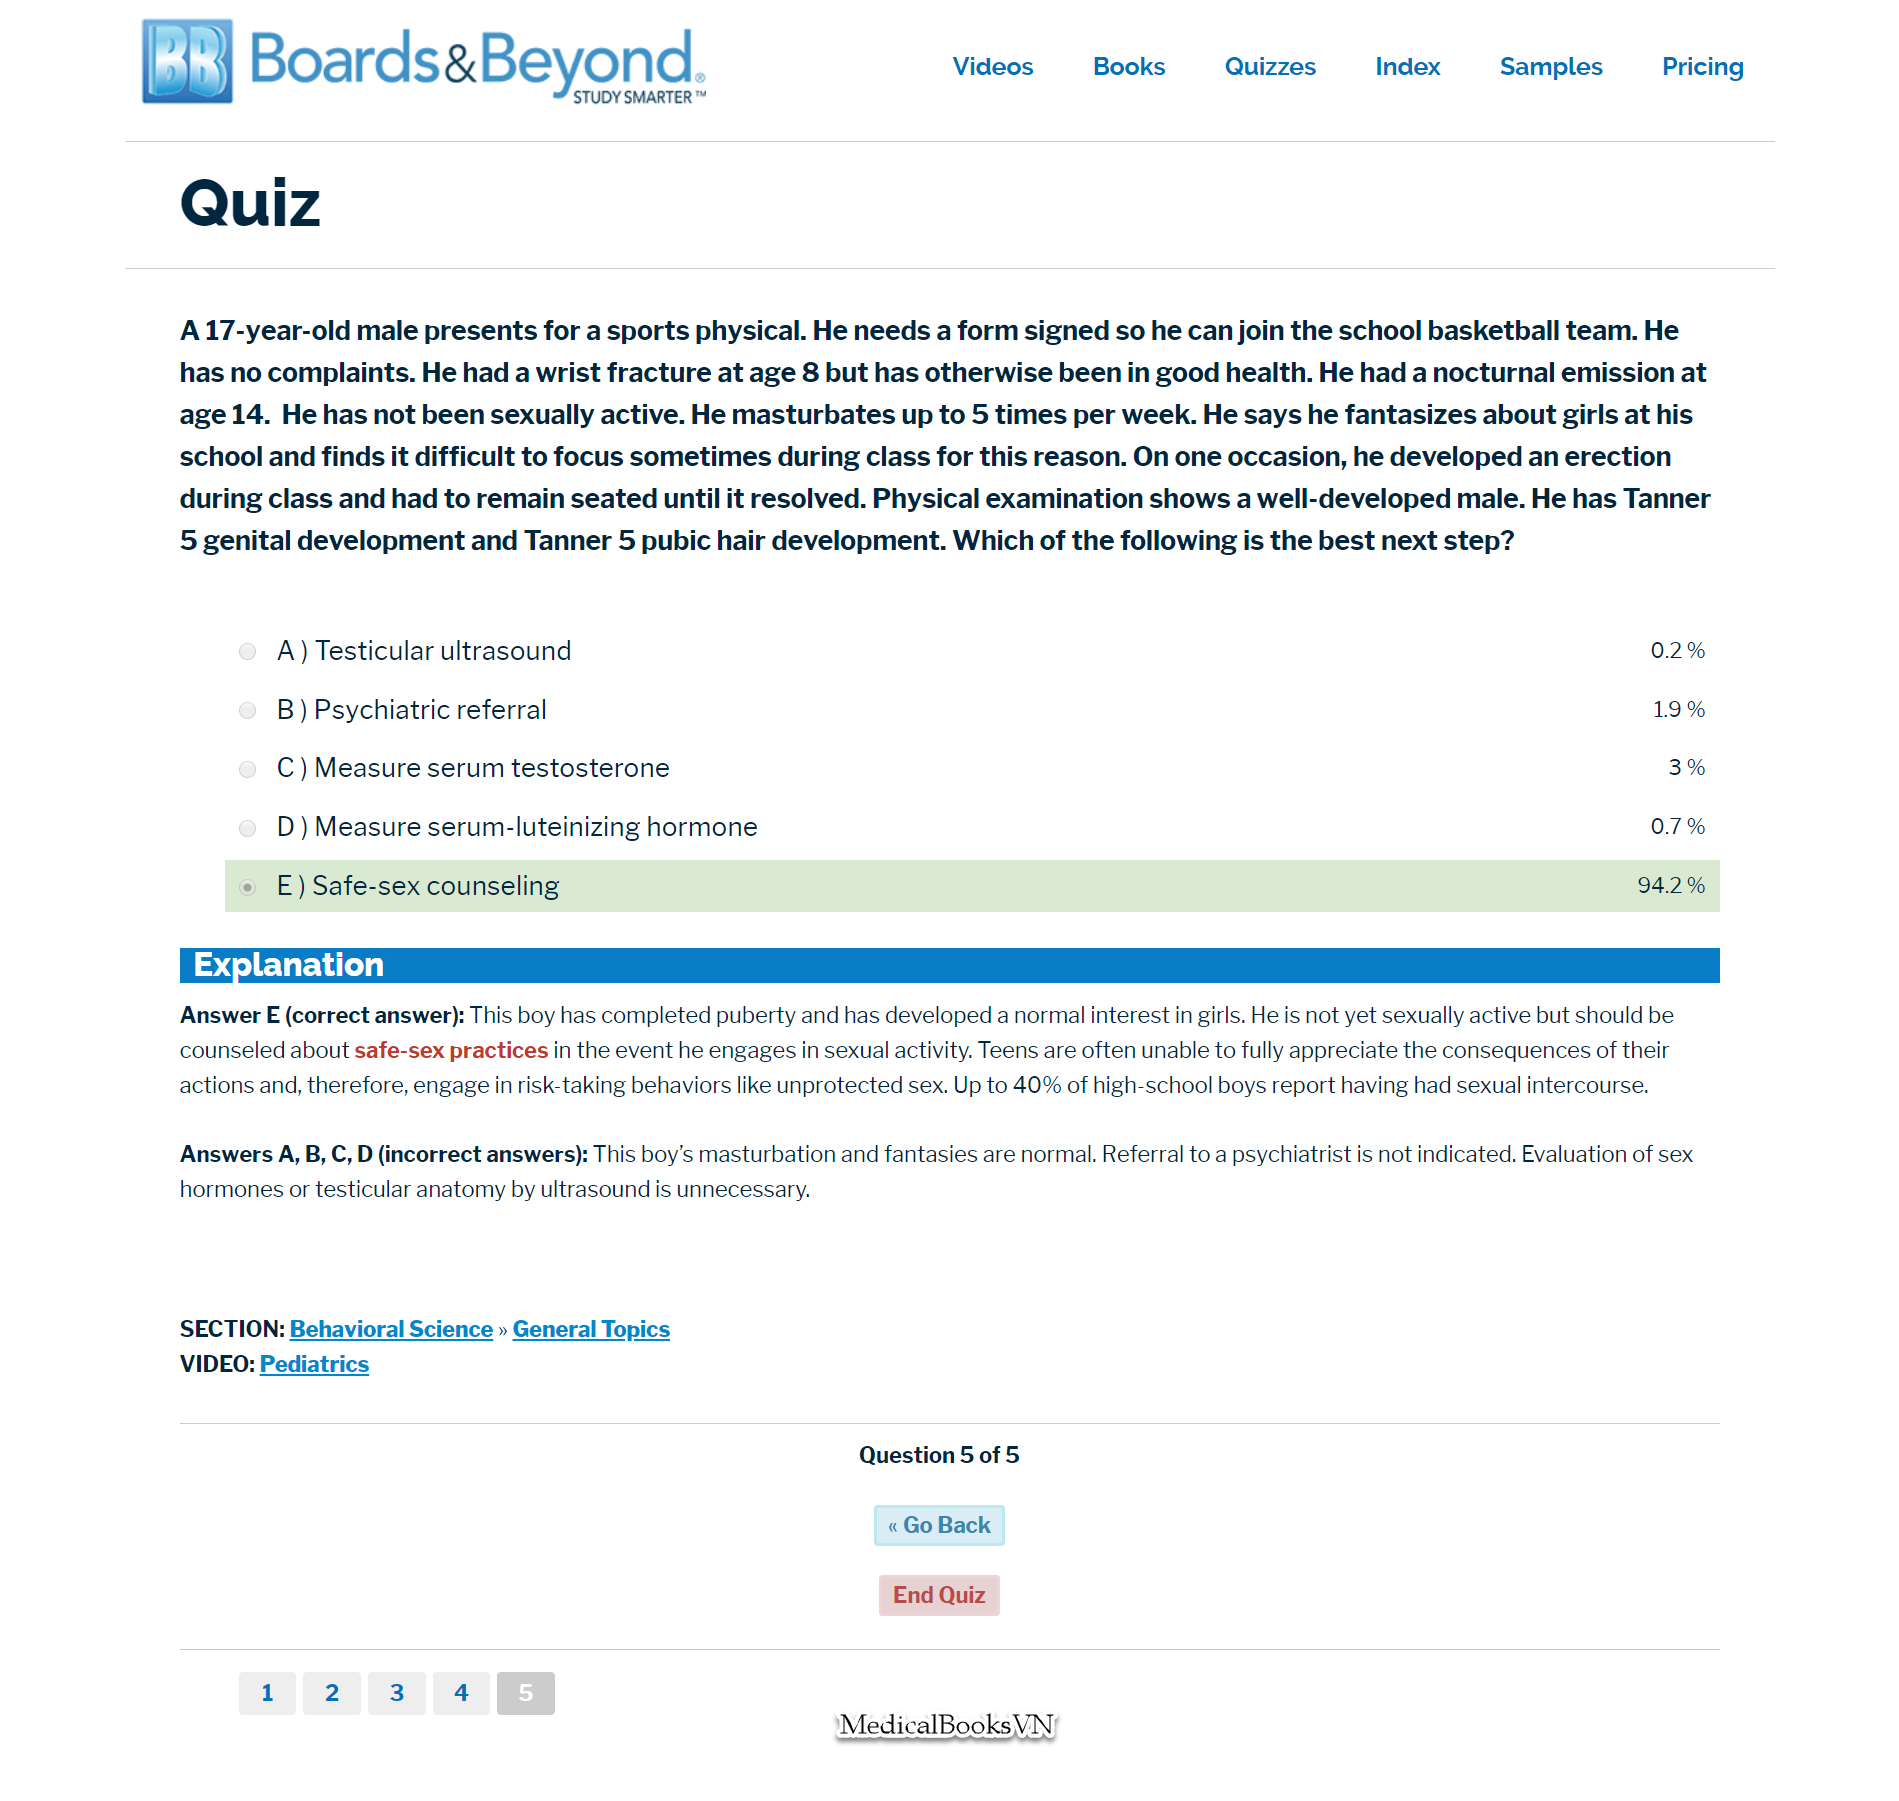 BB Boards&Beyond.®
STUDY SMARTER™
Videos Books Quizzes Index Samples Pricing
Quiz
A 17-year-old male presents for a sports physical. He needs a form signed so he can join the school basketball team. He
has no complaints. He had a wrist fracture at age 8 but has otherwise been in good health. He had a nocturnal emission at
age 14.  He has not been sexually active. He masturbates up to 5 times per week. He says he fantasizes about girls at his
school and finds it difficult to focus sometimes during class for this reason. On one occasion, he developed an erection
during class and had to remain seated until it resolved. Physical examination shows a well-developed male. He has Tanner
5 genital development and Tanner 5 pubic hair development. Which of the following is the best next step?
A ) Testicular ultrasound 0.2 %
B ) Psychiatric referral 1.9 %
C ) Measure serum testosterone 3 %
D ) Measure serum-luteinizing hormone 0.7 %
E ) Safe-sex counseling 94.2 %
Explanation
Answer E (correct answer): This boy has completed puberty and has developed a normal interest in girls. He is not yet sexually active but should be
counseled about safe-sex practices in the event he engages in sexual activity. Teens are often unable to fully appreciate the consequences of their
actions and, therefore, engage in risk-taking behaviors like unprotected sex. Up to 40% of high-school boys report having had sexual intercourse.
Answers A, B, C, D (incorrect answers): This boy’s masturbation and fantasies are normal. Referral to a psychiatrist is not indicated. Evaluation of sex
hormones or testicular anatomy by ultrasound is unnecessary.
SECTION: Behavioral Science » General Topics
VIDEO: Pediatrics
Question 5 of 5
« Go Back
End Quiz
1 2 3 4 5
MedicalBooksVN